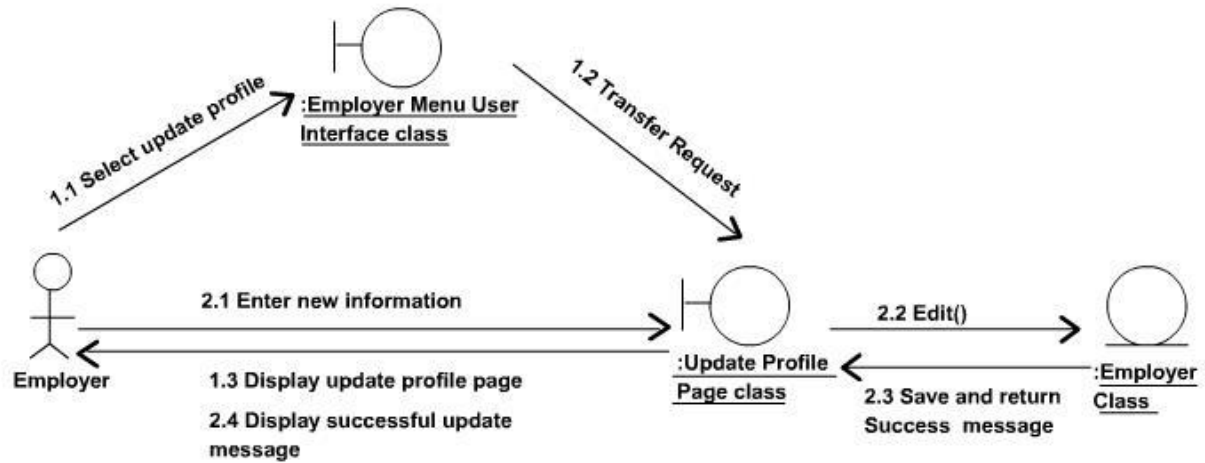 1.1 Select update profile
:Employer Menu User
Interface class
1.2 Transfer Request
Employer
2.1 Enter new information
1.3 Display update profile page
2.4 Display successful update
message
:Update Profile
Page class
2.2 Edit()
2.3 Save and return
Success message
:Employer
Class